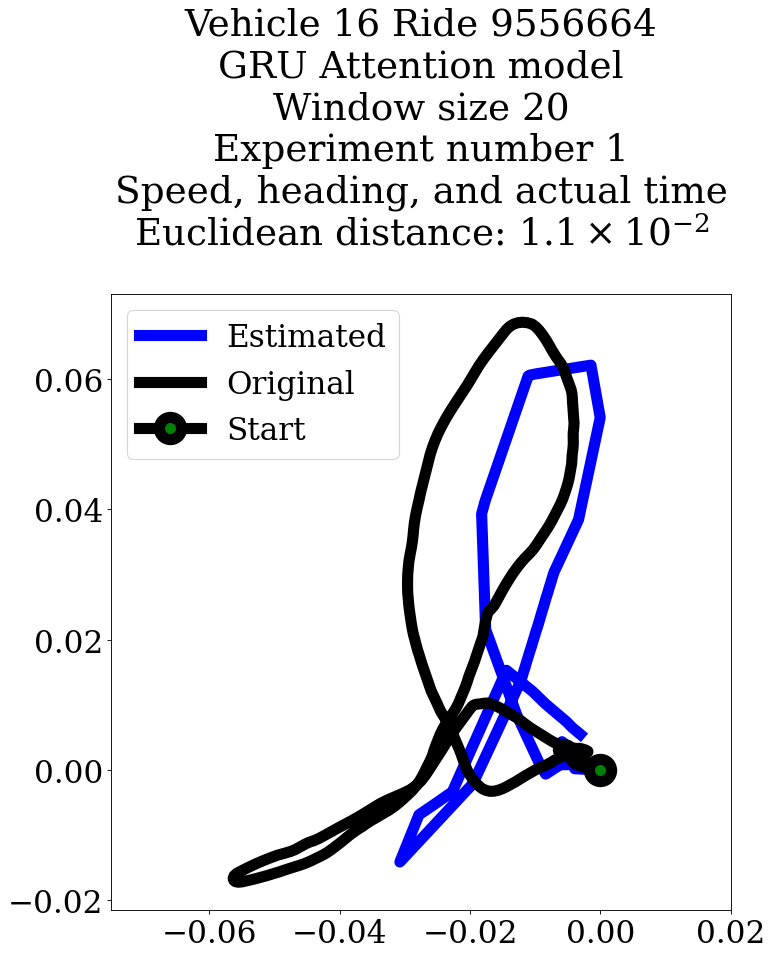 Vehicle 16 Ride 9556664
GRU Attention model
Window size 20
Experiment number 1
Speed, heading, and actual time
Euclidean distance: 1.1 × 10⁻²
Estimated
Original
Start
0.06
0.04
0.02
0.00
−0.02
−0.06
−0.04
−0.02
0.00
0.02